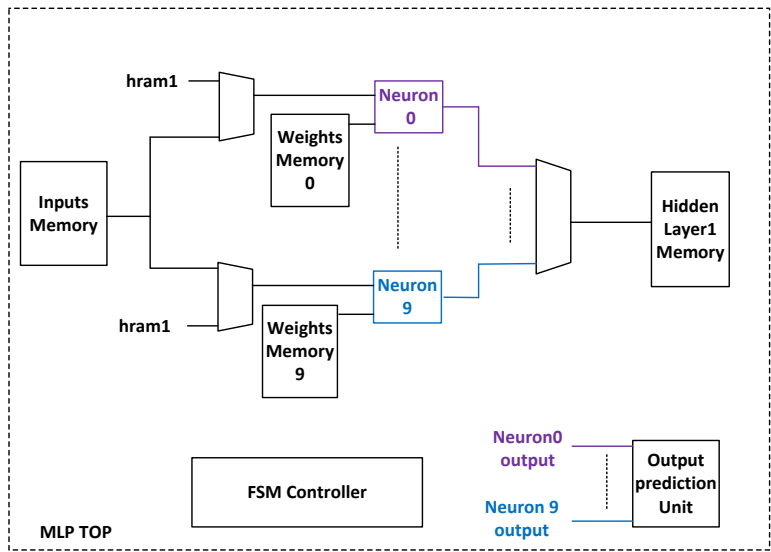 hram1
Neuron
0
Weights
Memory
0
Inputs
Memory
Hidden
Layer1
Memory
Neuron
9
hram1
Weights
Memory
9
Neuron0
output
Output
prediction
Unit
FSM Controller
Neuron 9
output
MLP TOP